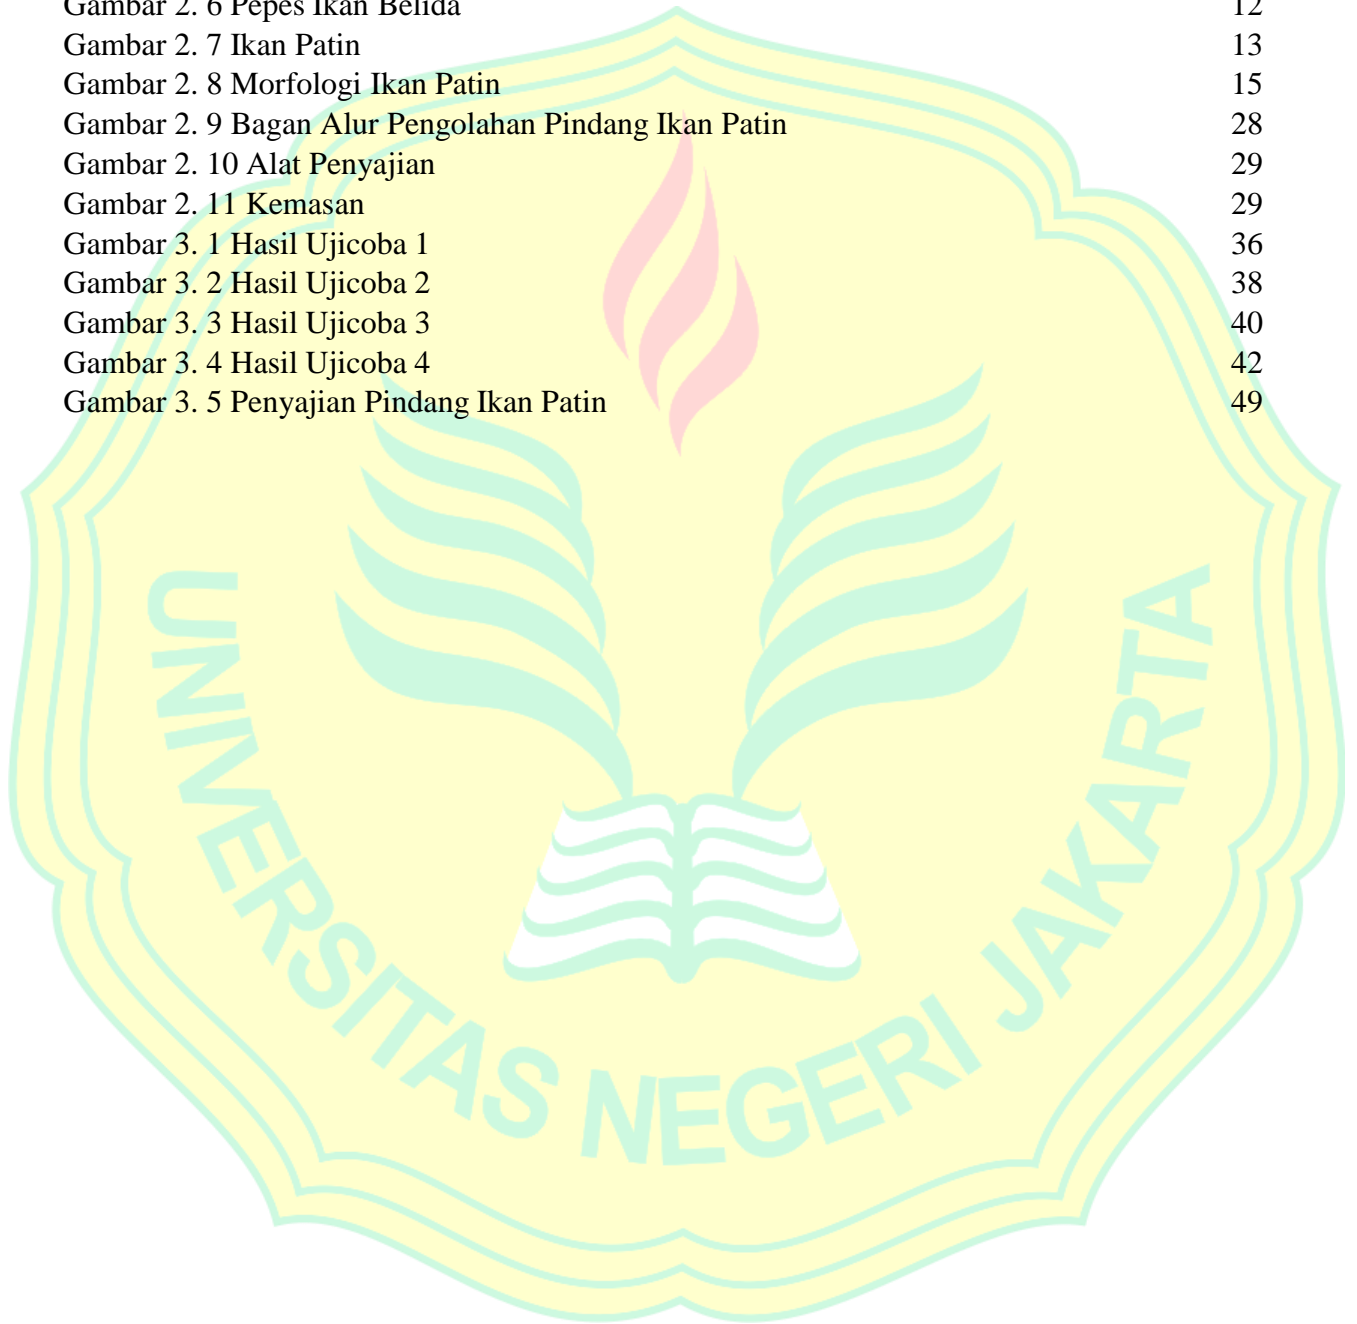 Gambar 2. 6 Pepes Ikan Belida 12
Gambar 2. 7 Ikan Patin 13
Gambar 2. 8 Morfologi Ikan Patin 15
Gambar 2. 9 Bagan Alur Pengolahan Pindang Ikan Patin 28
Gambar 2. 10 Alat Penyajian 29
Gambar 2. 11 Kemasan 29
Gambar 3. 1 Hasil Ujicoba 1 36
Gambar 3. 2 Hasil Ujicoba 2 38
Gambar 3. 3 Hasil Ujicoba 3 40
Gambar 3. 4 Hasil Ujicoba 4 42
Gambar 3. 5 Penyajian Pindang Ikan Patin 49
UNIVERSITAS NEGERI JAKARTA